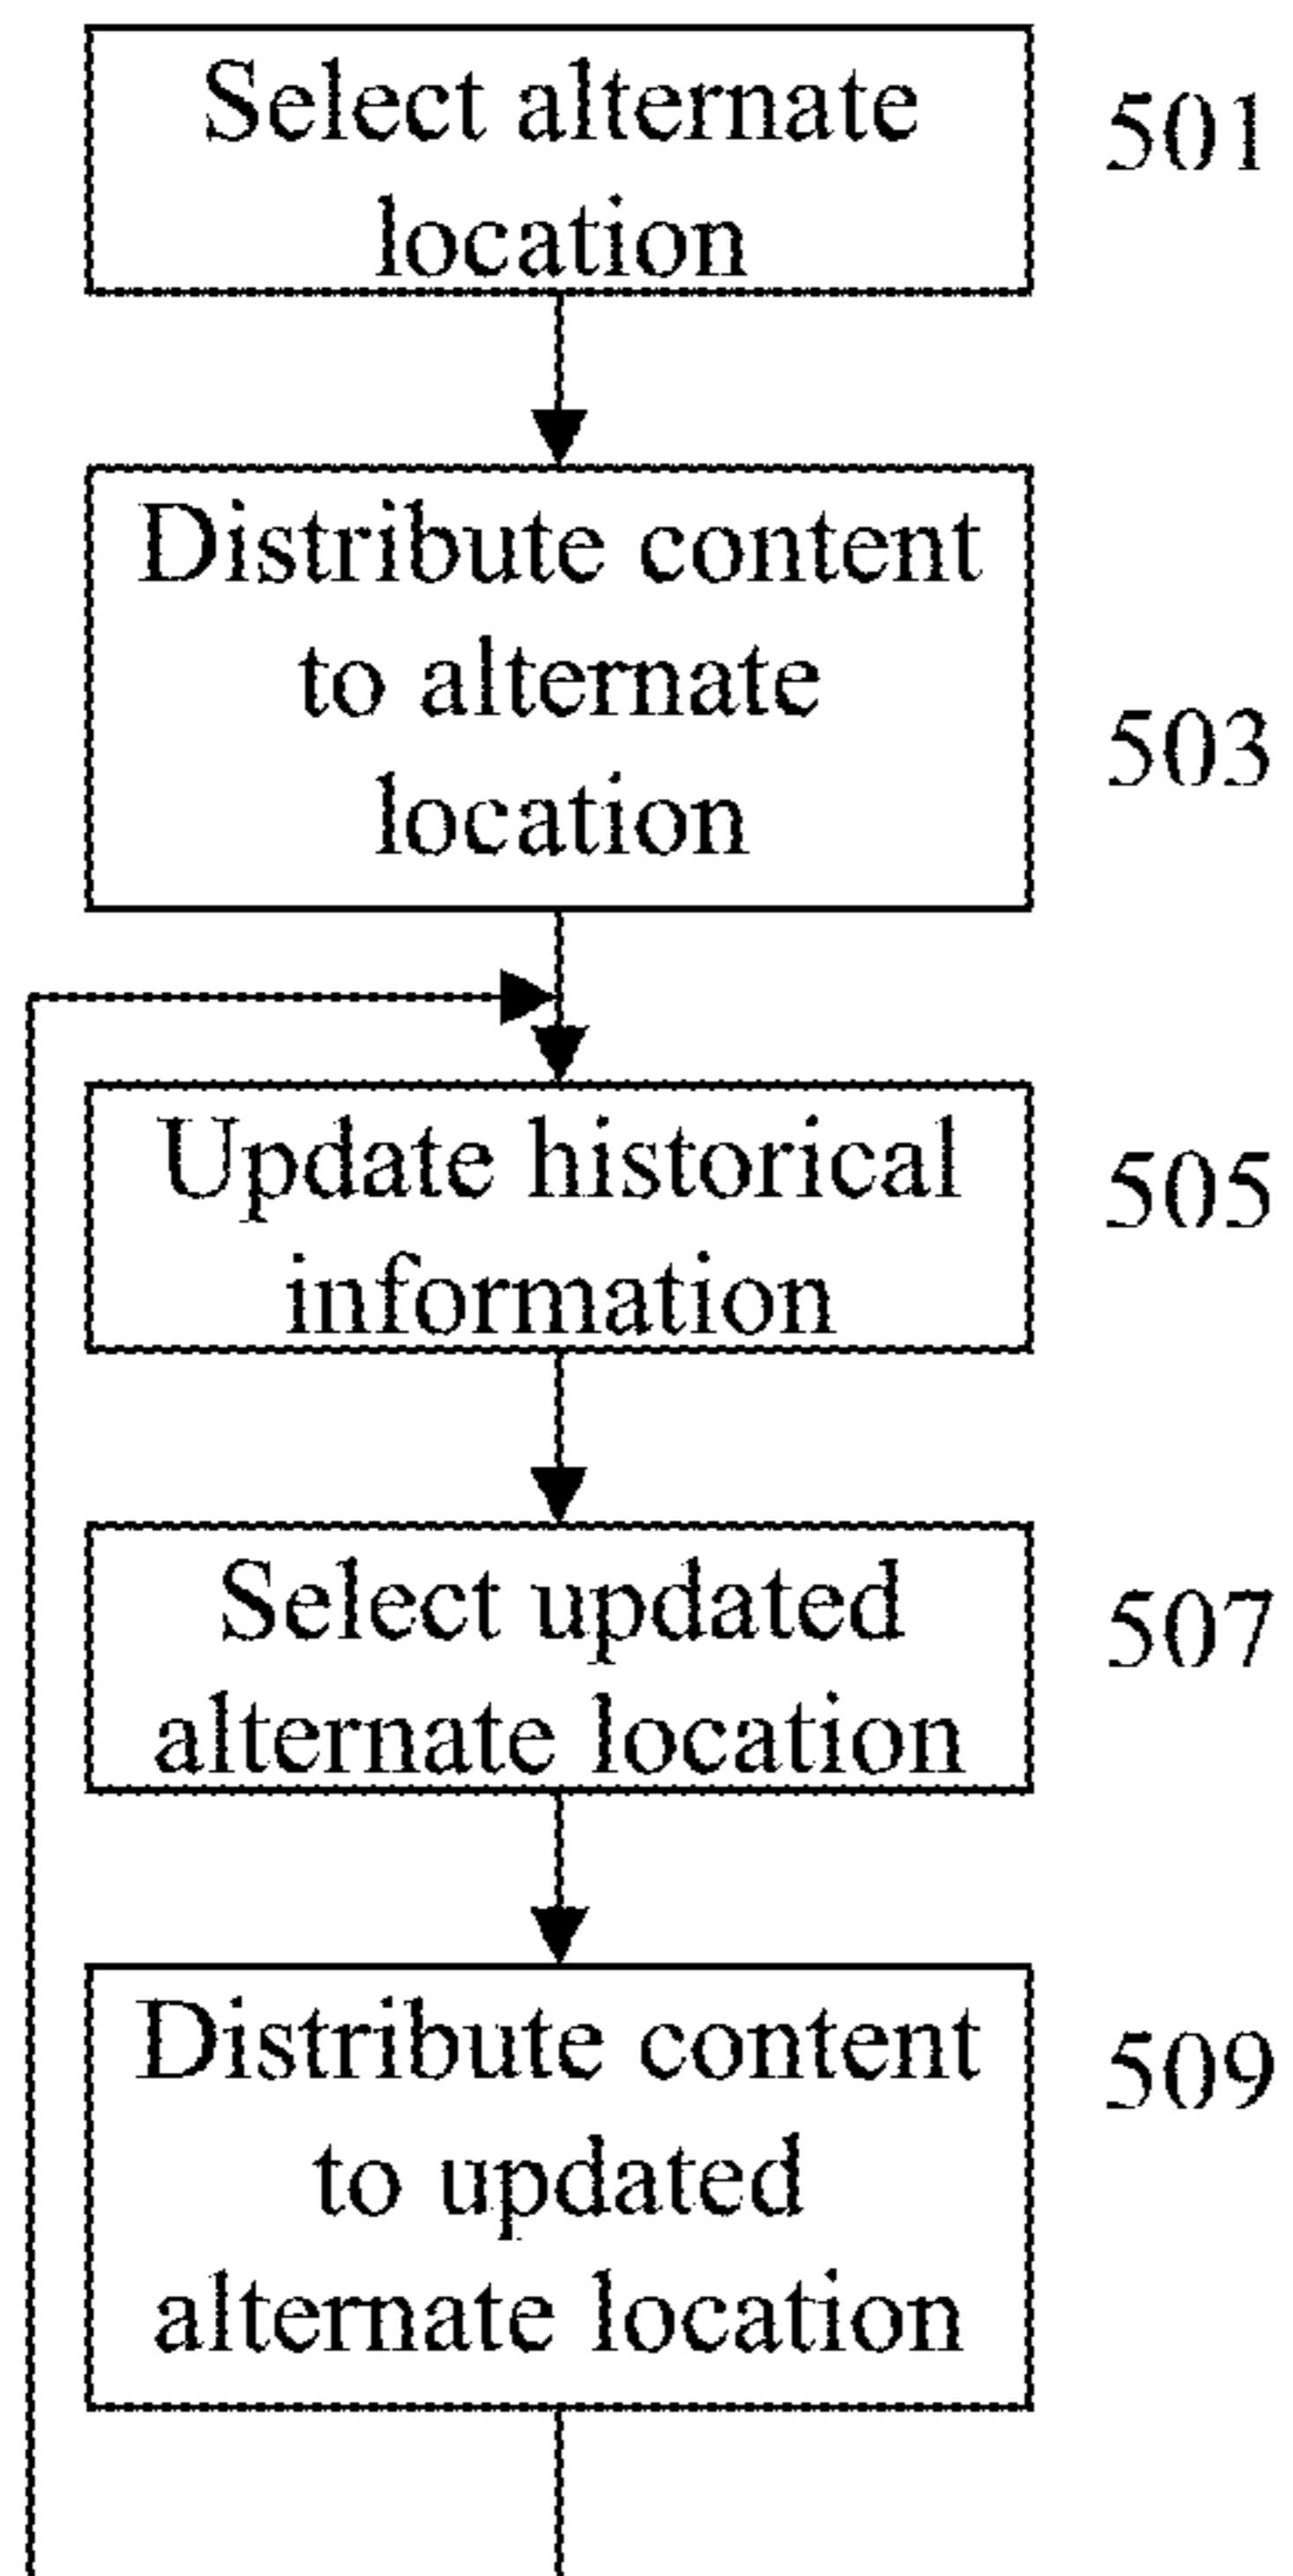 Select alternate
location
501
Distribute content
to alternate
location
503
Update historical
information
505
Select updated
alternate location
507
Distribute content
to updated
alternate location
509